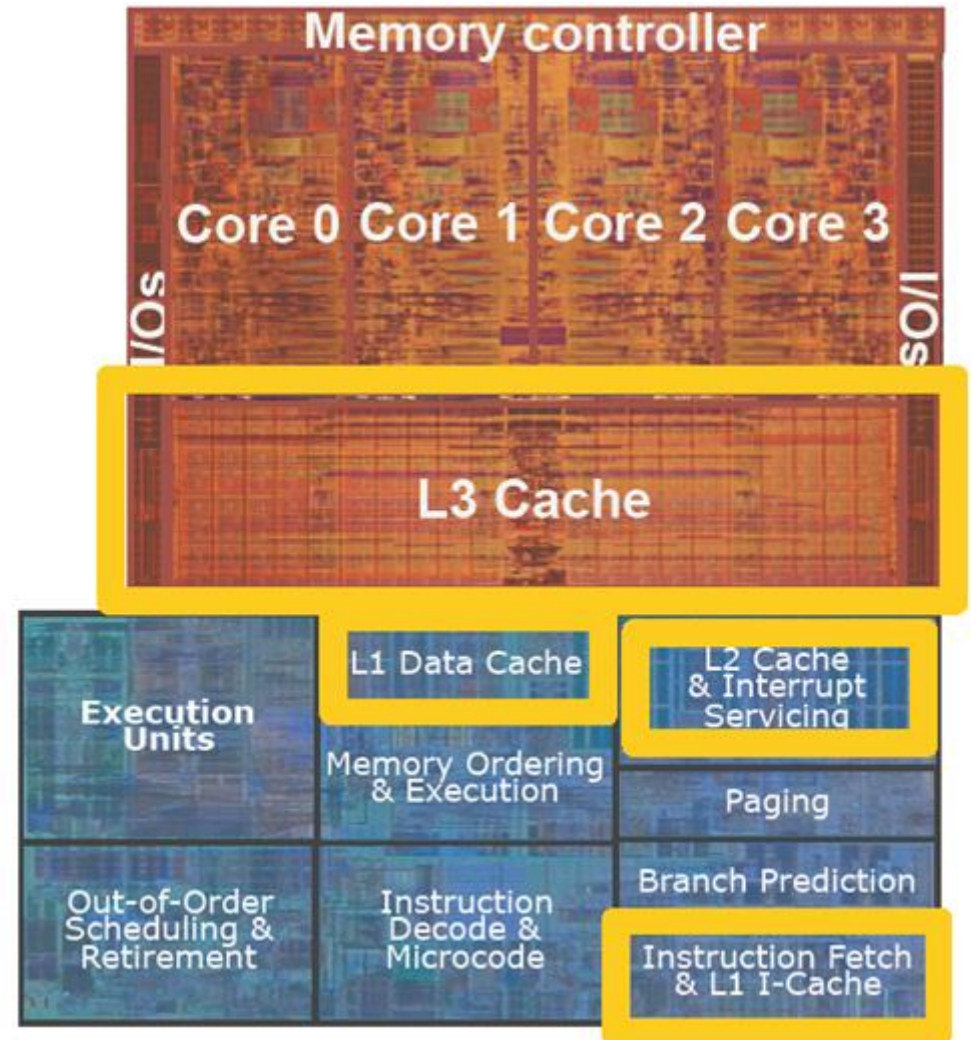 Memory controller
Core 0
Core 1
Core 2
Core 3
I/Os
I/Os
L3 Cache
Execution
Units
L1 Data Cache
L2 Cache
& Interrupt
Servicing
Memory Ordering
& Execution
Paging
Out-of-Order
Scheduling &
Retirement
Instruction
Decode &
Microcode
Branch Prediction
Instruction Fetch
& L1 I-Cache